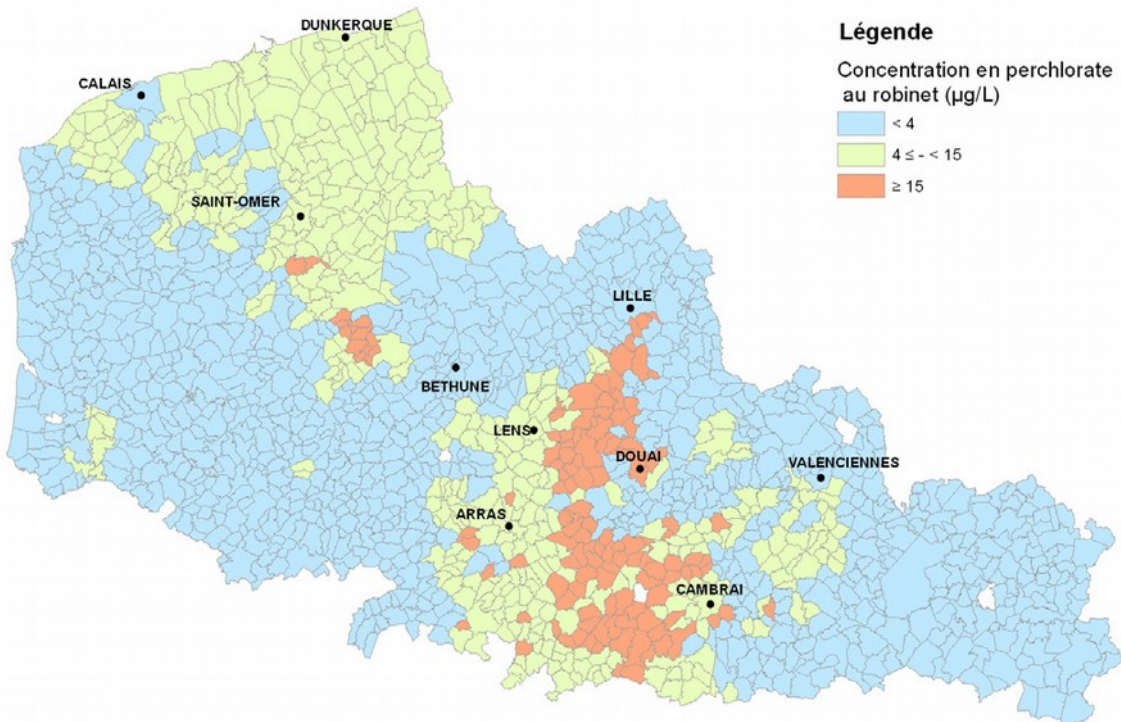 DUNKERQUE
CALAIS
Légende
Concentration en perchlorate
au robinet (µg/L)
< 4
4 ≤ - < 15
≥ 15
SAINT-OMER
LILLE
BETHUNE
LENS
DOUAI
VALENCIENNES
ARRAS
CAMBRAI